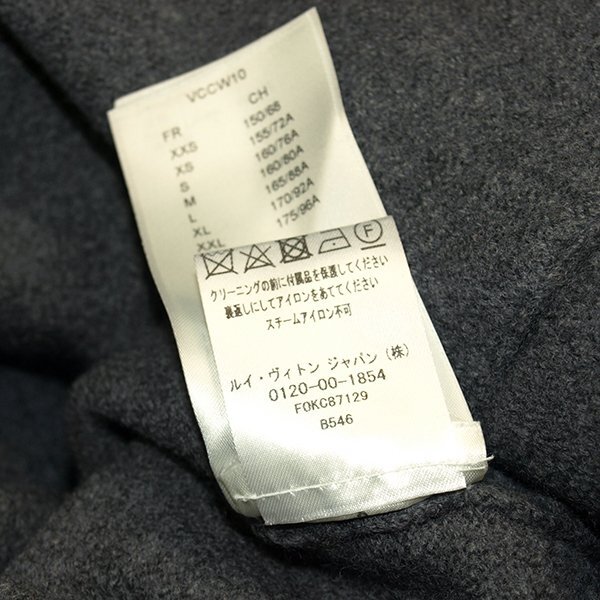 VCCW10
FR CH
XXS 150/68
XS 155/72A
S 160/76A
M 160/80A
L 165/88A
XL 170/92A
XXL 175/96A
F
クリーニングの前に付属品を保護してください
裏返しにしてアイロンをあててください
スチームアイロン不可
ルイ・ヴィトン ジャパン (株)
0120-00-1854
FOKC87129
B546